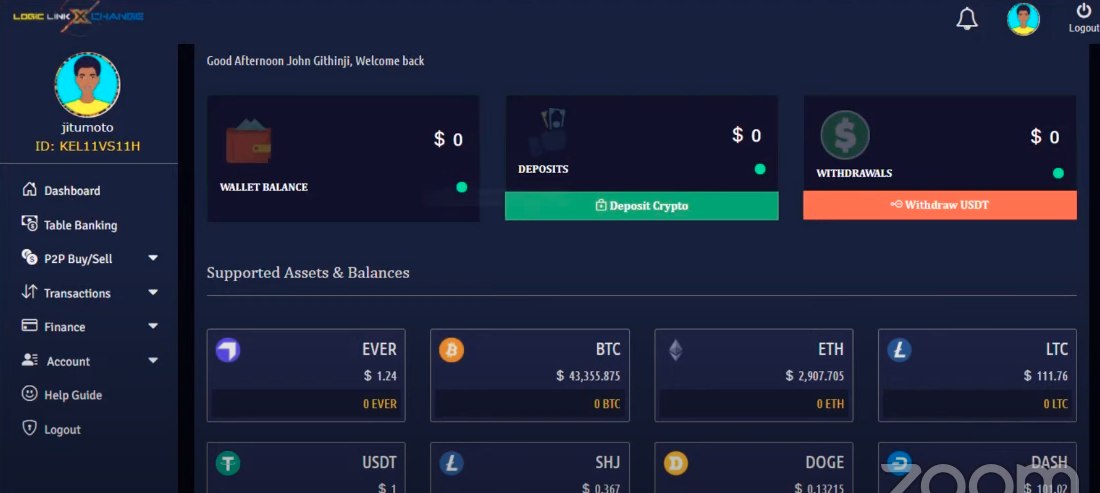 LOGIC LINK XCHANGE
Logout
jitumoto
ID: KEL11VS11H
Dashboard
Table Banking
P2P Buy/Sell
Transactions
Finance
Account
Help Guide
Logout
Good Afternoon John Githinji, Welcome back
$ 0
WALLET BALANCE
$ 0
DEPOSITS
Deposit Crypto
$ 0
WITHDRAWALS
Withdraw USDT
Supported Assets & Balances
EVER
$ 1.24
0 EVER
BTC
$ 43,355.875
0 BTC
ETH
$ 2,907.705
0 ETH
LTC
$ 111.76
0 LTC
USDT
$ 1
SHJ
$ 0.367
DOGE
$ 0.13215
DASH
$ 101.02
zoom